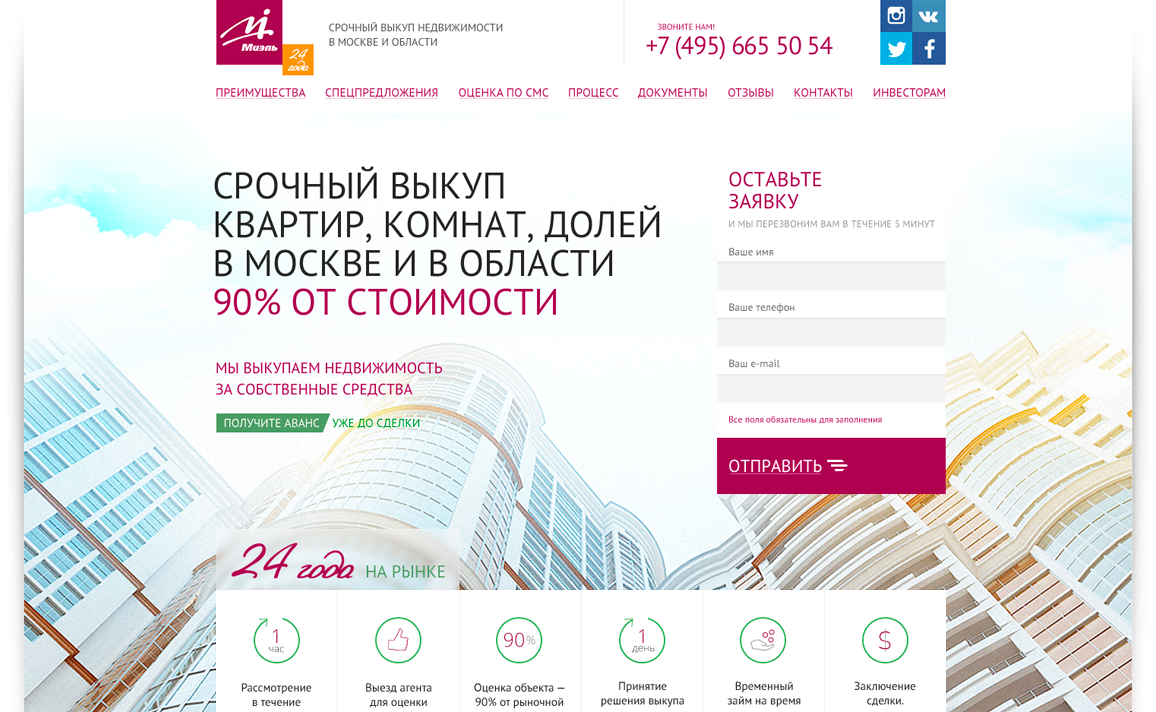 Миэль
24
года
СРОЧНЫЙ ВЫКУП НЕДВИЖИМОСТИ
В МОСКВЕ И ОБЛАСТИ
ЗВОНИТЕ НАМ!
+7 (495) 665 50 54
ПРЕИМУЩЕСТВА СПЕЦПРЕДЛОЖЕНИЯ ОЦЕНКА ПО СМС ПРОЦЕСС ДОКУМЕНТЫ ОТЗЫВЫ КОНТАКТЫ ИНВЕСТОРАМ
СРОЧНЫЙ ВЫКУП
КВАРТИР, КОМНАТ, ДОЛЕЙ
В МОСКВЕ И В ОБЛАСТИ
90% ОТ СТОИМОСТИ
МЫ ВЫКУПАЕМ НЕДВИЖИМОСТЬ
ЗА СОБСТВЕННЫЕ СРЕДСТВА
ПОЛУЧИТЕ АВАНС УЖЕ ДО СДЕЛКИ
ОСТАВЬТЕ
ЗАЯВКУ
И МЫ ПЕРЕЗВОНИМ ВАМ В ТЕЧЕНИЕ 5 МИНУТ
Ваше имя
Ваше телефон
Ваш e-mail
Все поля обязательны для заполнения
ОТПРАВИТЬ
24 года НА РЫНКЕ
1
час
Рассмотрение
в течение
Выезд агента
для оценки
90%
Оценка объекта —
90% от рыночной
1
день
Принятие
решения выкупа
Временный
займ на время
$
Заключение
сделки.